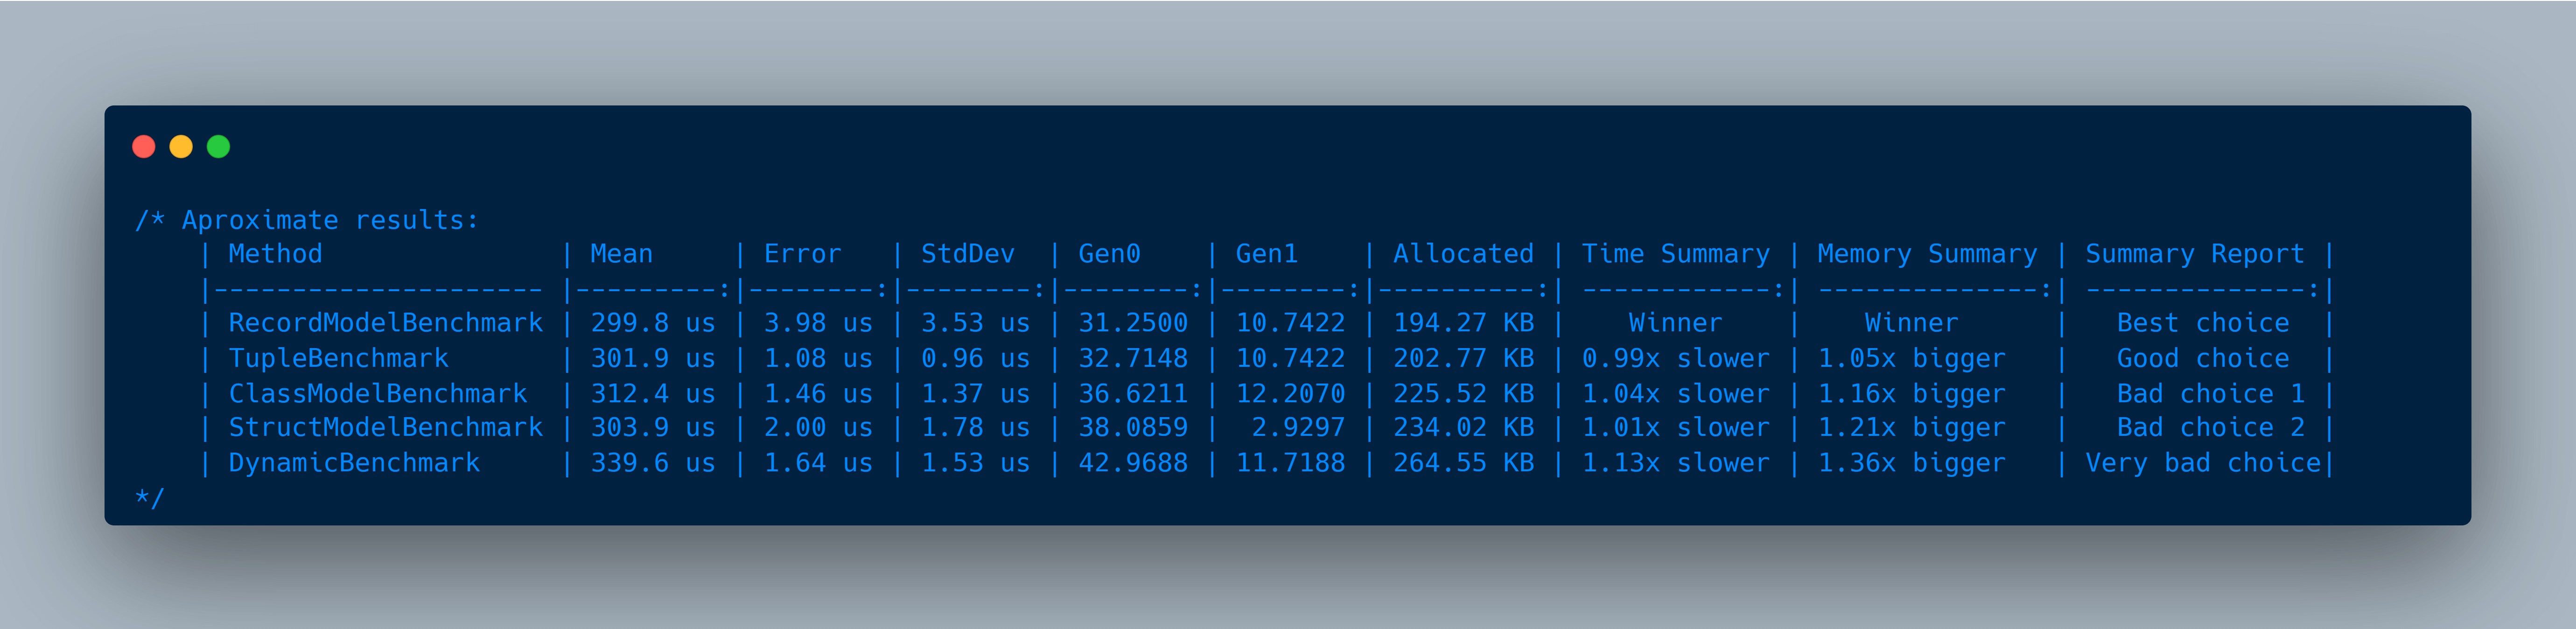 /* Aproximate results:
| Method | Mean | Error | StdDev | Gen0 | Gen1 | Allocated | Time Summary | Memory Summary | Summary Report |
|--------------------- |---------:|--------:|--------:|--------:|--------:|----------:| ------------:| --------------:| --------------:|
| RecordModelBenchmark | 299.8 us | 3.98 us | 3.53 us | 31.2500 | 10.7422 | 194.27 KB | Winner | Winner | Best choice |
| TupleBenchmark | 301.9 us | 1.08 us | 0.96 us | 32.7148 | 10.7422 | 202.77 KB | 0.99x slower | 1.05x bigger | Good choice |
| ClassModelBenchmark | 312.4 us | 1.46 us | 1.37 us | 36.6211 | 12.2070 | 225.52 KB | 1.04x slower | 1.16x bigger | Bad choice 1 |
| StructModelBenchmark | 303.9 us | 2.00 us | 1.78 us | 38.0859 | 2.9297 | 234.02 KB | 1.01x slower | 1.21x bigger | Bad choice 2 |
| DynamicBenchmark | 339.6 us | 1.64 us | 1.53 us | 42.9688 | 11.7188 | 264.55 KB | 1.13x slower | 1.36x bigger | Very bad choice|
*/